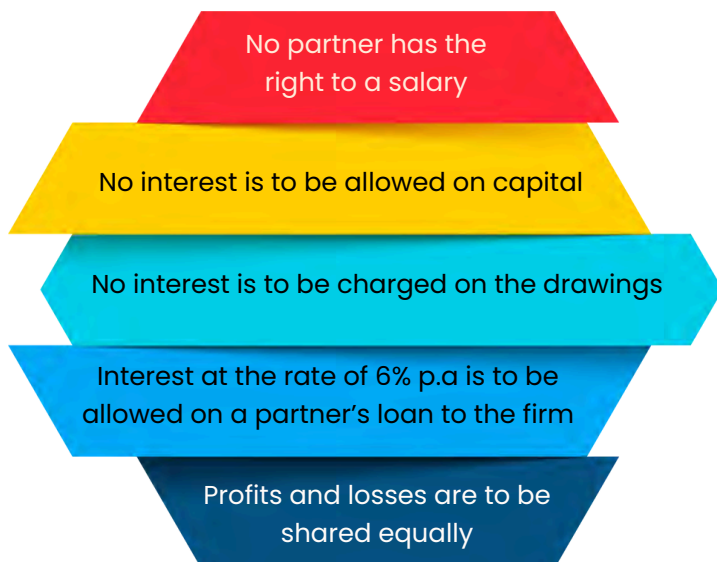 No partner has the
right to a salary
No interest is to be allowed on capital
No interest is to be charged on the drawings
Interest at the rate of 6% p.a is to be
allowed on a partner’s loan to the firm
Profits and losses are to be
shared equally